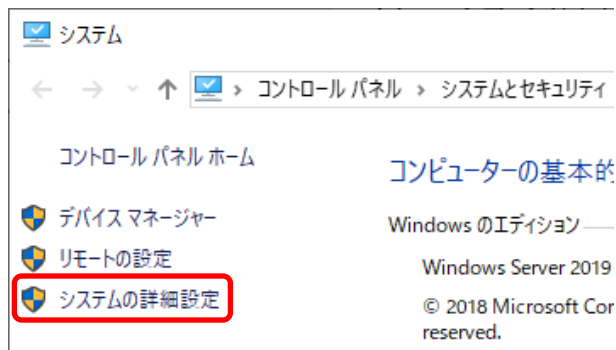 システム
コントロール パネル › システムとセキュリティ
コントロール パネル ホーム
コンピューターの基本的
デバイス マネージャー
Windows のエディション
リモートの設定
Windows Server 2019
システムの詳細設定
© 2018 Microsoft Cor
reserved.